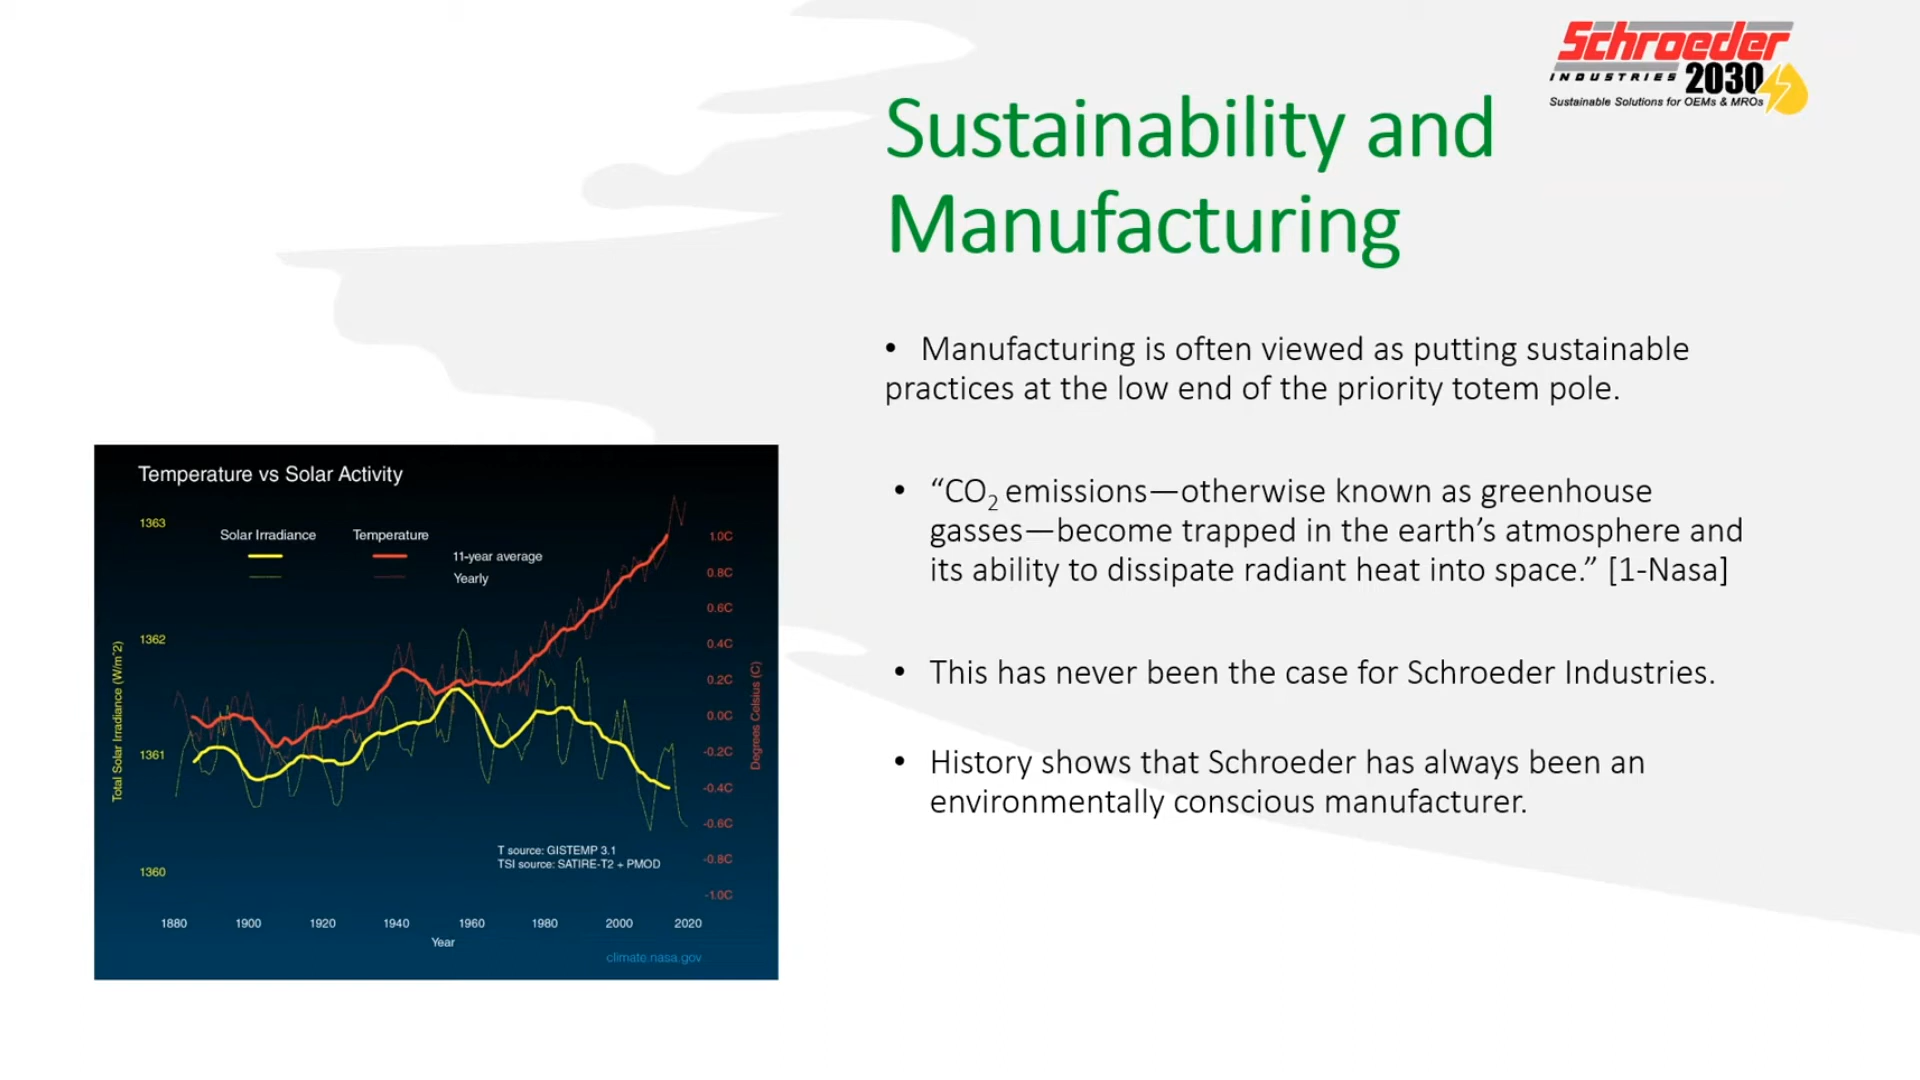 Schroeder
INDUSTRIES 2030
Sustainable Solutions for OEMs & MROs
Sustainability and
Manufacturing
• Manufacturing is often viewed as putting sustainable
practices at the low end of the priority totem pole.
• “CO2 emissions—otherwise known as greenhouse
gasses—become trapped in the earth’s atmosphere and
its ability to dissipate radiant heat into space.” [1-Nasa]
• This has never been the case for Schroeder Industries.
• History shows that Schroeder has always been an
environmentally conscious manufacturer.
Temperature vs Solar Activity
Solar Irradiance
Temperature
11-year average
Yearly
Total Solar Irradiance (W/m^2)
1363
1362
1361
1360
1.0C
0.8C
0.6C
0.4C
0.2C
0.0C
-0.2C
-0.4C
-0.6C
-0.8C
-1.0C
Degrees Celsius (C)
T source: GISTEMP 3.1
TSI source: SATIRE-T2 + PMOD
1880 1900 1920 1940 1960 1980 2000 2020
Year
climate.nasa.gov